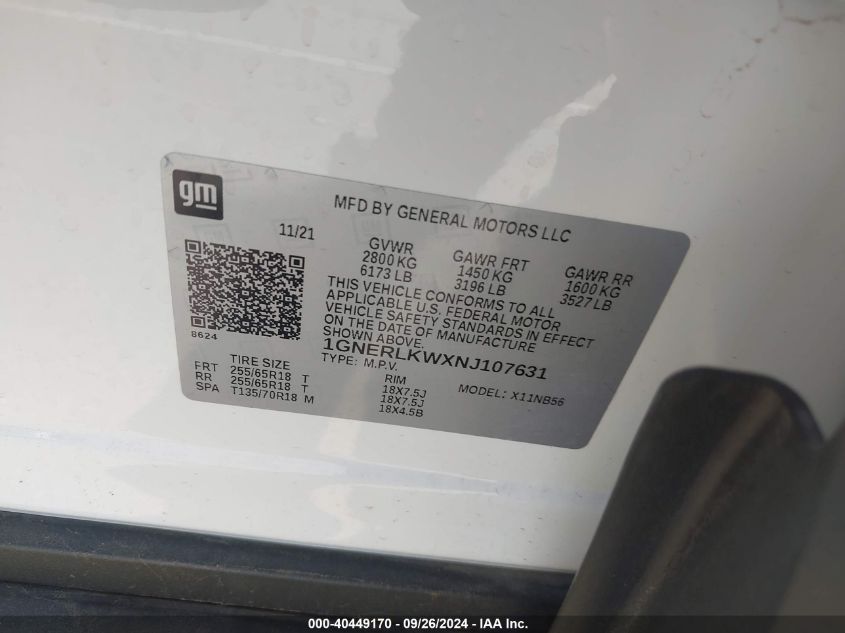 gm
MFD BY GENERAL MOTORS LLC
11/21
GVWR GAWR FRT GAWR RR
2800 KG 1450 KG 1600 KG
6173 LB 3196 LB 3527 LB
THIS VEHICLE CONFORMS TO ALL
APPLICABLE U.S. FEDERAL MOTOR
VEHICLE SAFETY STANDARDS IN EFFECT
ON THE DATE OF MANUFACTURE
SHOWN ABOVE.
8624
1GNERLKWXNJ107631
TYPE: M.P.V. MODEL: X11NB56
TIRE SIZE RIM
FRT 255/65R18 T 18X7.5J
RR 255/65R18 T 18X7.5J
SPA T135/70R18 M 18X4.5B
000-40449170 - 09/26/2024 - IAA Inc.